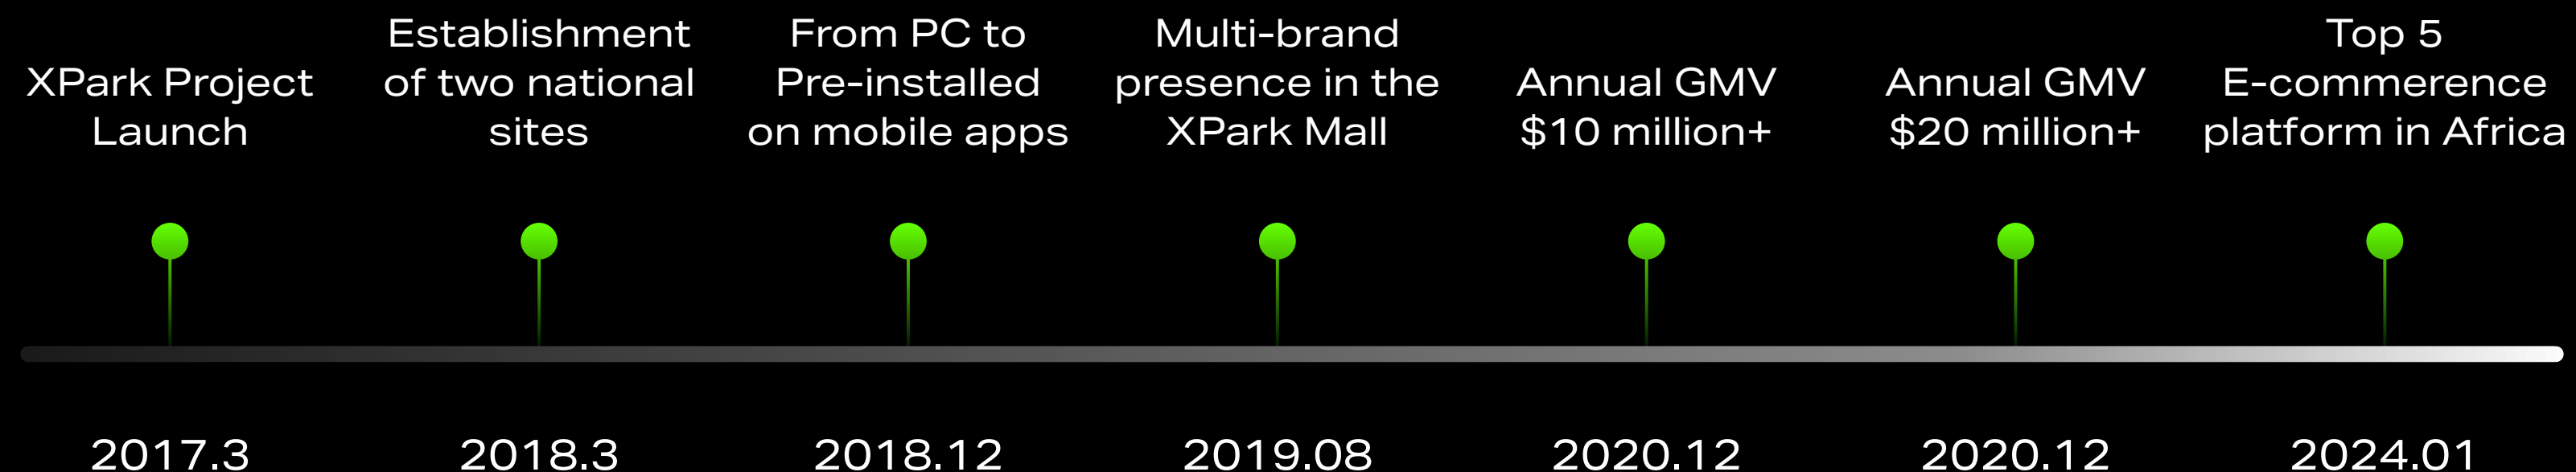 XPark Project
Launch
Establishment
of two national
sites
From PC to
Pre-installed
on mobile apps
Multi-brand
presence in the
XPark Mall
Annual GMV
$10 million+
Annual GMV
$20 million+
Top 5
E-commerence
platform in Africa
2017.3
2018.3
2018.12
2019.08
2020.12
2020.12
2024.01